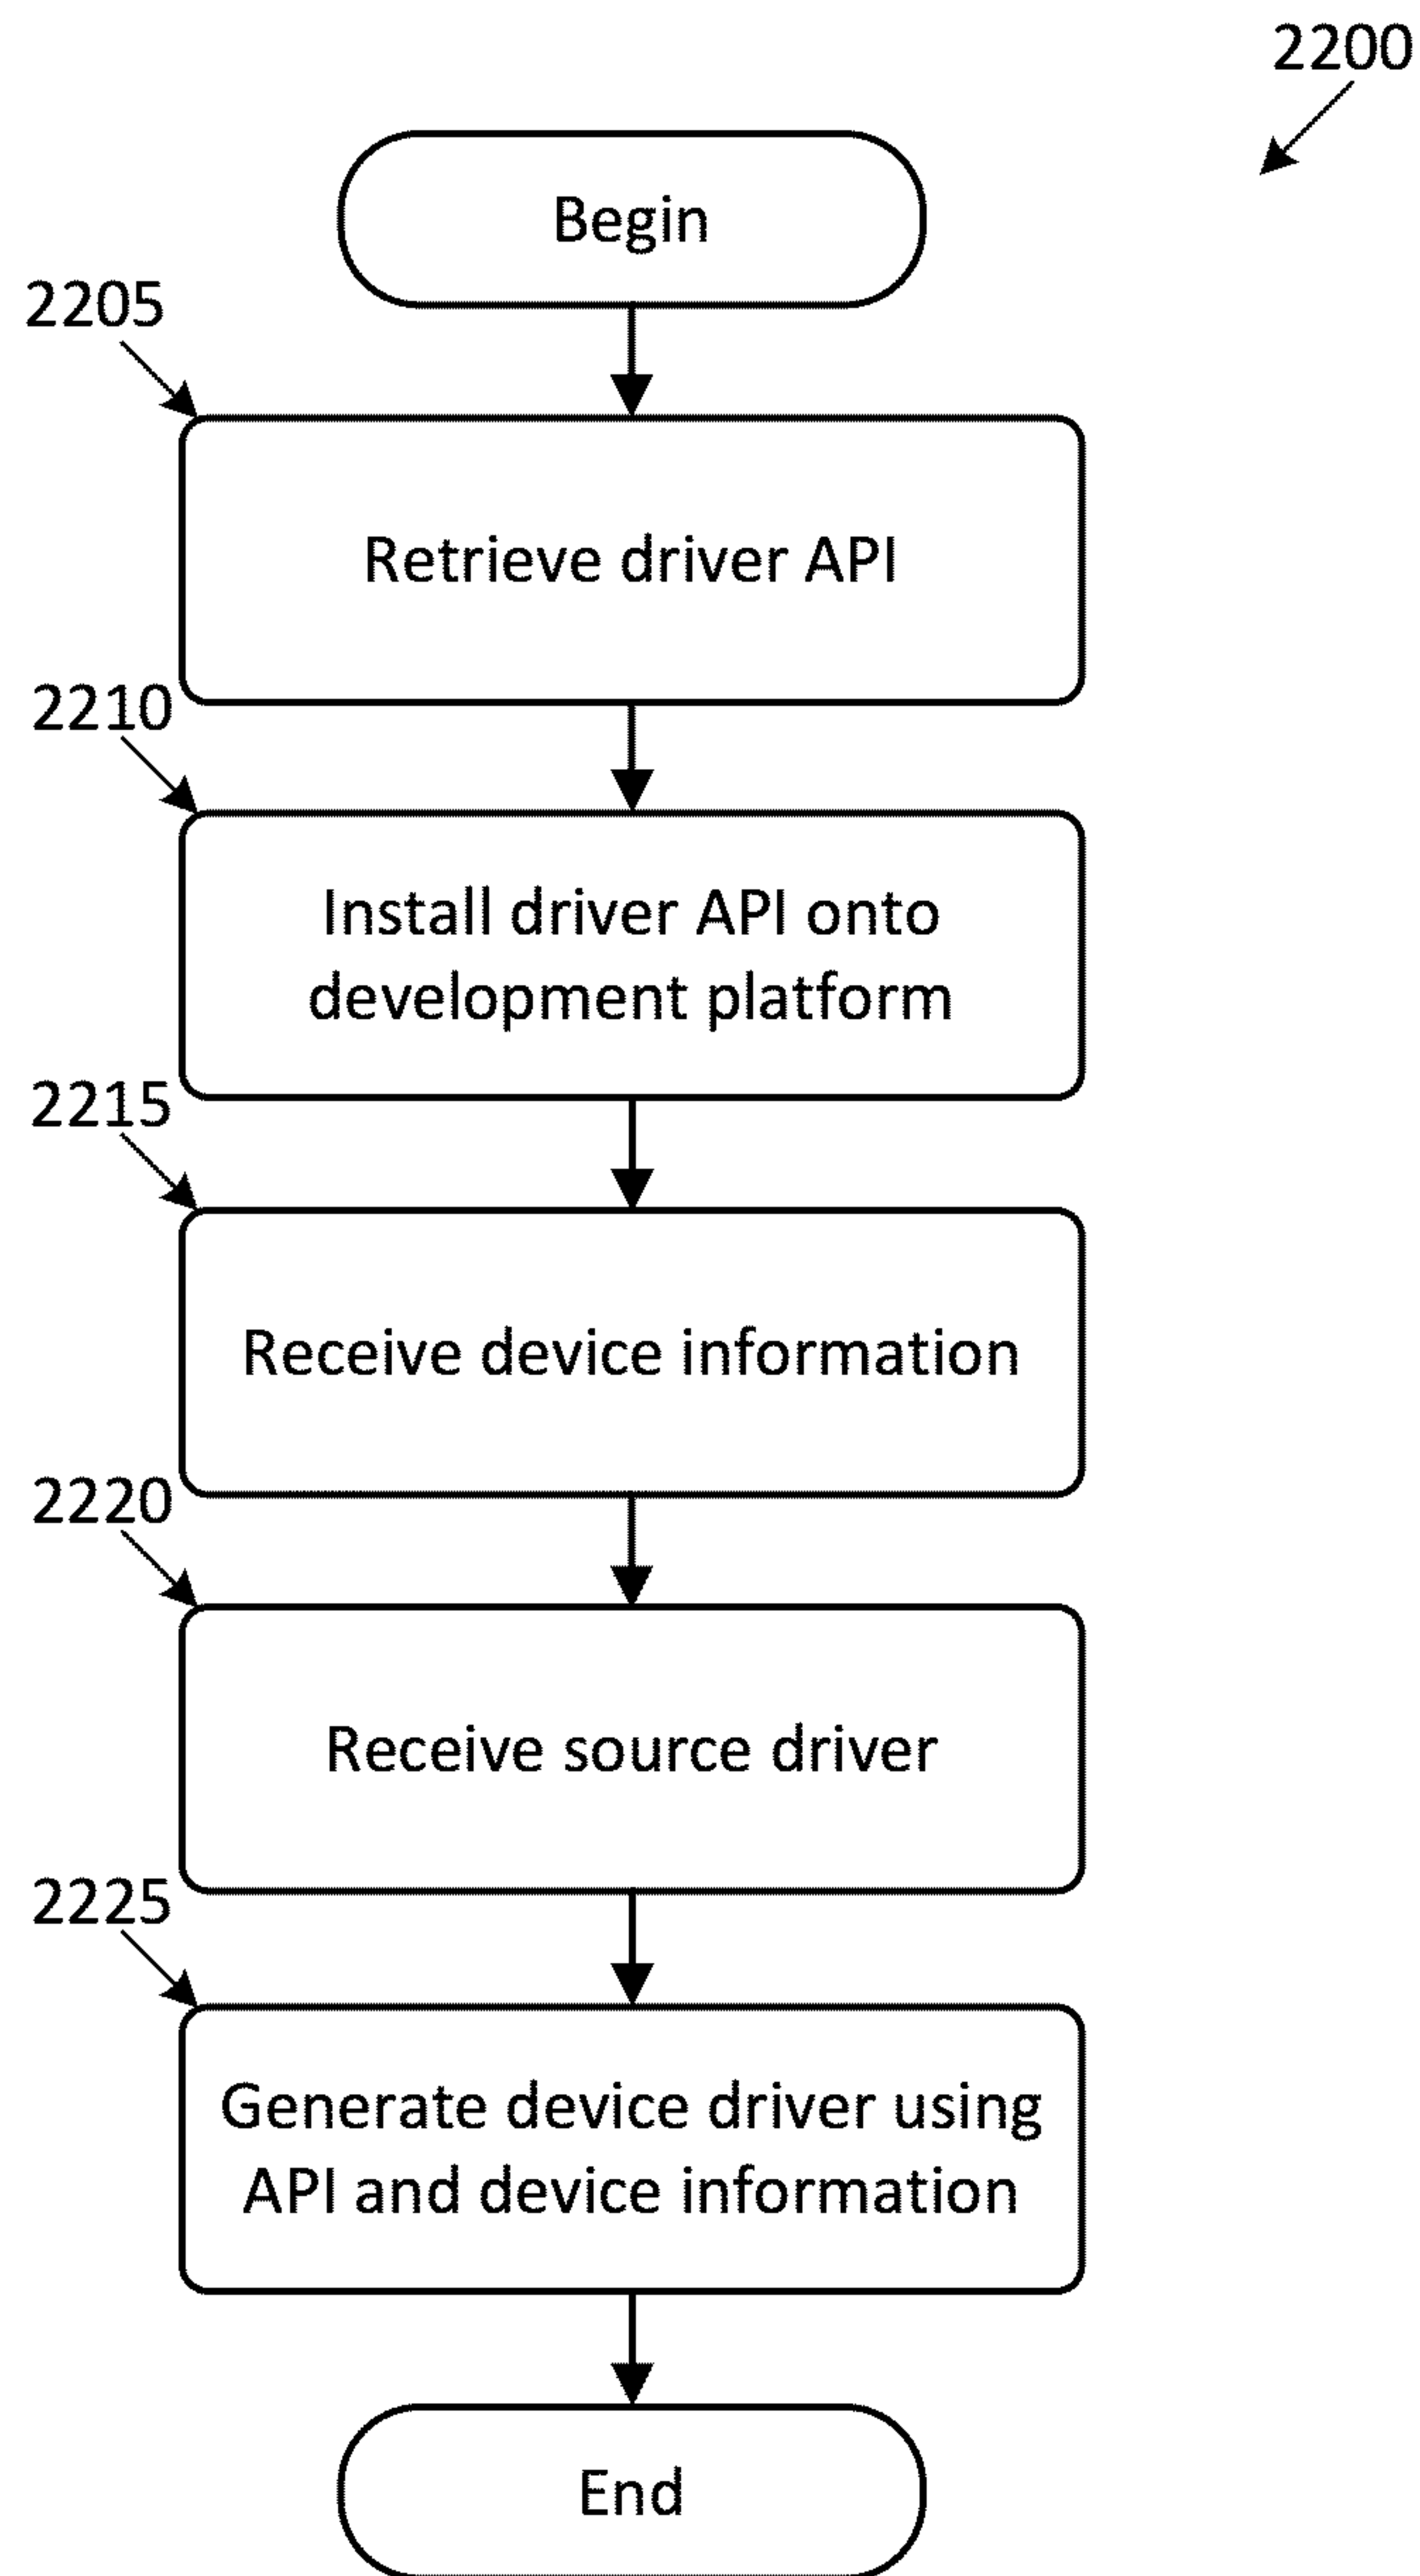 2200
Begin
2205
Retrieve driver API
2210
Install driver API onto
development platform
2215
Receive device information
2220
Receive source driver
2225
Generate device driver using
API and device information
End